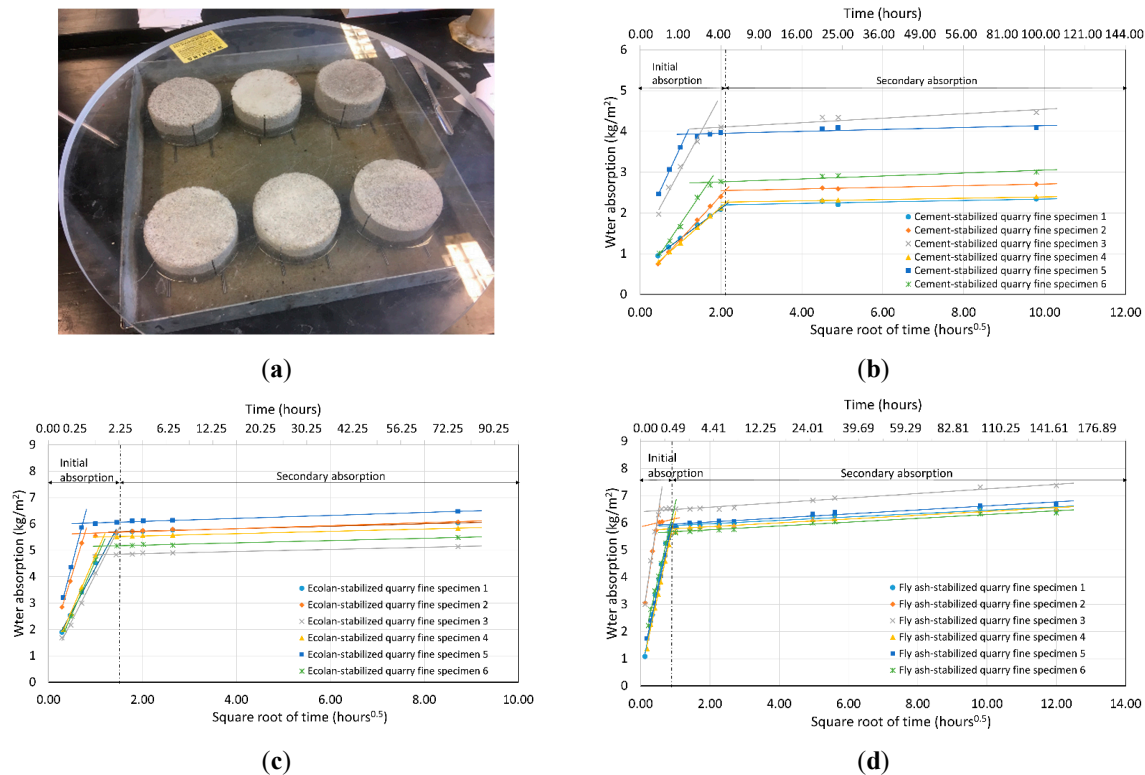 Time (hours)
0.00 1.00 4.00 9.00 16.00 25.00 36.00 49.00 56.00 81.00 100.00 121.00 144.00
6
5
4
3
2
1
0
Wter absorption (kg/m²)
Initial
absorption
Secondary absorption
Cement-stabilized quarry fine specimen 1
Cement-stabilized quarry fine specimen 2
Cement-stabilized quarry fine specimen 3
Cement-stabilized quarry fine specimen 4
Cement-stabilized quarry fine specimen 5
Cement-stabilized quarry fine specimen 6
0.00 2.00 4.00 6.00 8.00 10.00 12.00
Square root of time (hours⁰·⁵)
(a)
(b)
Time (hours)
0.00 0.25 2.25 6.25 12.25 20.25 30.25 42.25 56.25 72.25 90.25
9
8
7
6
5
4
3
2
1
0
Wter absorption (kg/m²)
Initial
absorption
Secondary absorption
Ecolan-stabilized quarry fine specimen 1
Ecolan-stabilized quarry fine specimen 2
Ecolan-stabilized quarry fine specimen 3
Ecolan-stabilized quarry fine specimen 4
Ecolan-stabilized quarry fine specimen 5
Ecolan-stabilized quarry fine specimen 6
0.00 2.00 4.00 6.00 8.00 10.00
Square root of time (hours⁰·⁵)
(c)
Time (hours)
0.00 0.49 4.41 12.25 24.01 39.69 59.29 82.81 110.25 141.61 176.89
9
8
7
6
5
4
3
2
1
0
Wter absorption (kg/m²)
Initial
absorption
Secondary absorption
Fly ash-stabilized quarry fine specimen 1
Fly ash-stabilized quarry fine specimen 2
Fly ash-stabilized quarry fine specimen 3
Fly ash-stabilized quarry fine specimen 4
Fly ash-stabilized quarry fine specimen 5
Fly ash-stabilized quarry fine specimen 6
0.00 2.00 4.00 6.00 8.00 10.00 12.00 14.00
Square root of time (hours⁰·⁵)
(d)